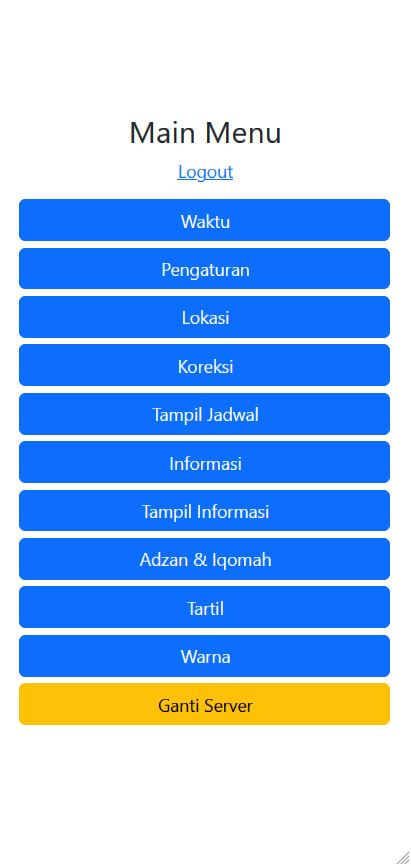 Main Menu
Logout
Waktu
Pengaturan
Lokasi
Koreksi
Tampil Jadwal
Informasi
Tampil Informasi
Adzan & Iqomah
Tartil
Warna
Ganti Server